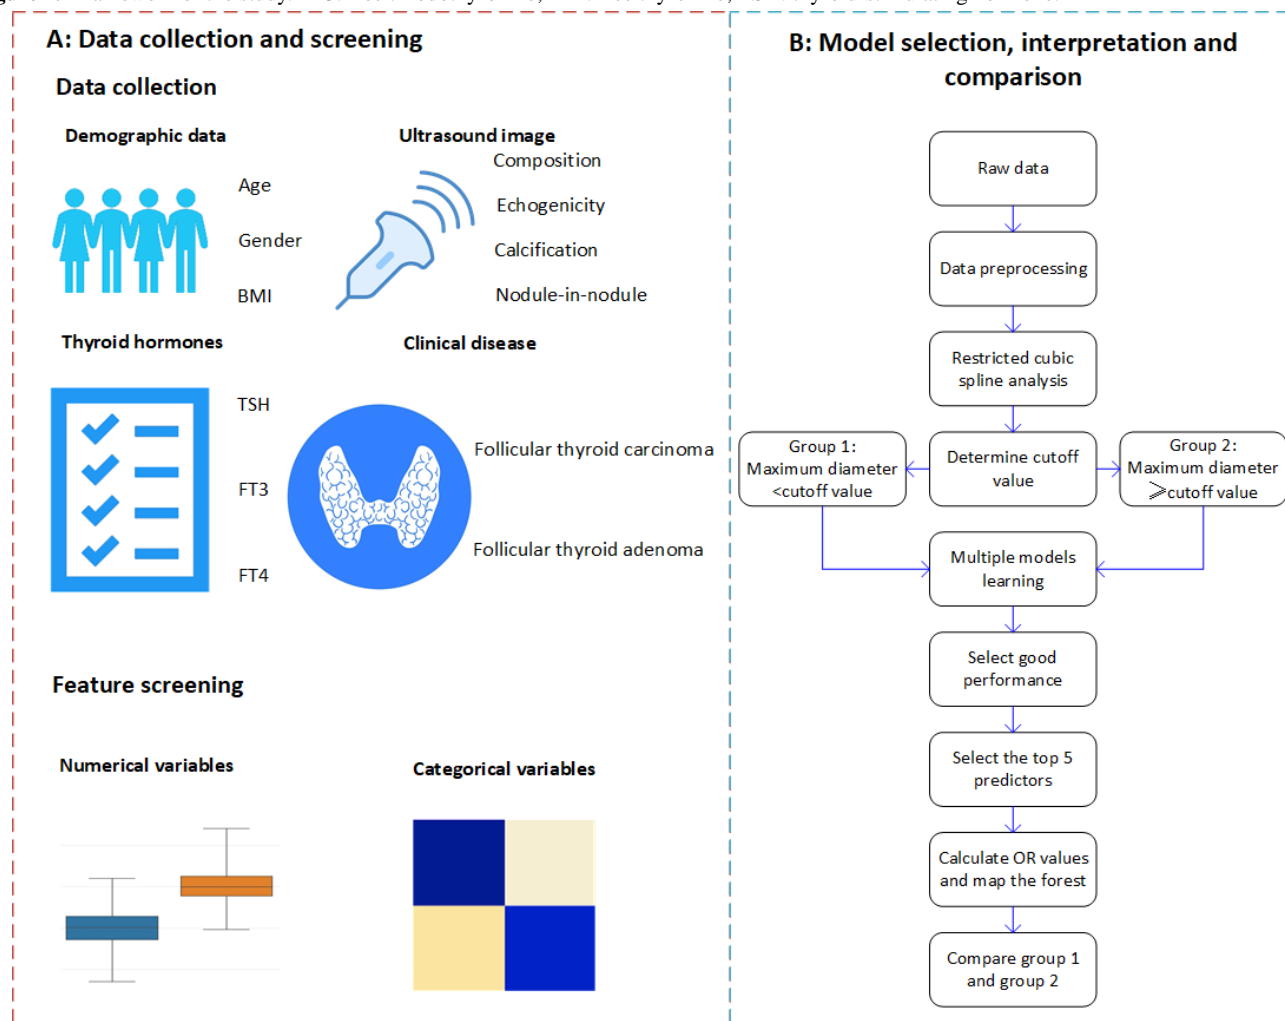 A: Data collection and screening
Data collection
Demographic data
Age
Gender
BMI
Ultrasound image
Composition
Echogenicity
Calcification
Nodule-in-nodule
Thyroid hormones
TSH
FT3
FT4
Clinical disease
Follicular thyroid carcinoma
Follicular thyroid adenoma
Feature screening
Numerical variables
Categorical variables
B: Model selection, interpretation and
comparison
Raw data
Data preprocessing
Restricted cubic
spline analysis
Group 1:
Maximum diameter
<cutoff value
Determine cutoff
value
Group 2:
Maximum diameter
⩾cutoff value
Multiple models
learning
Select good
performance
Select the top 5
predictors
Calculate OR values
and map the forest
Compare group 1
and group 2